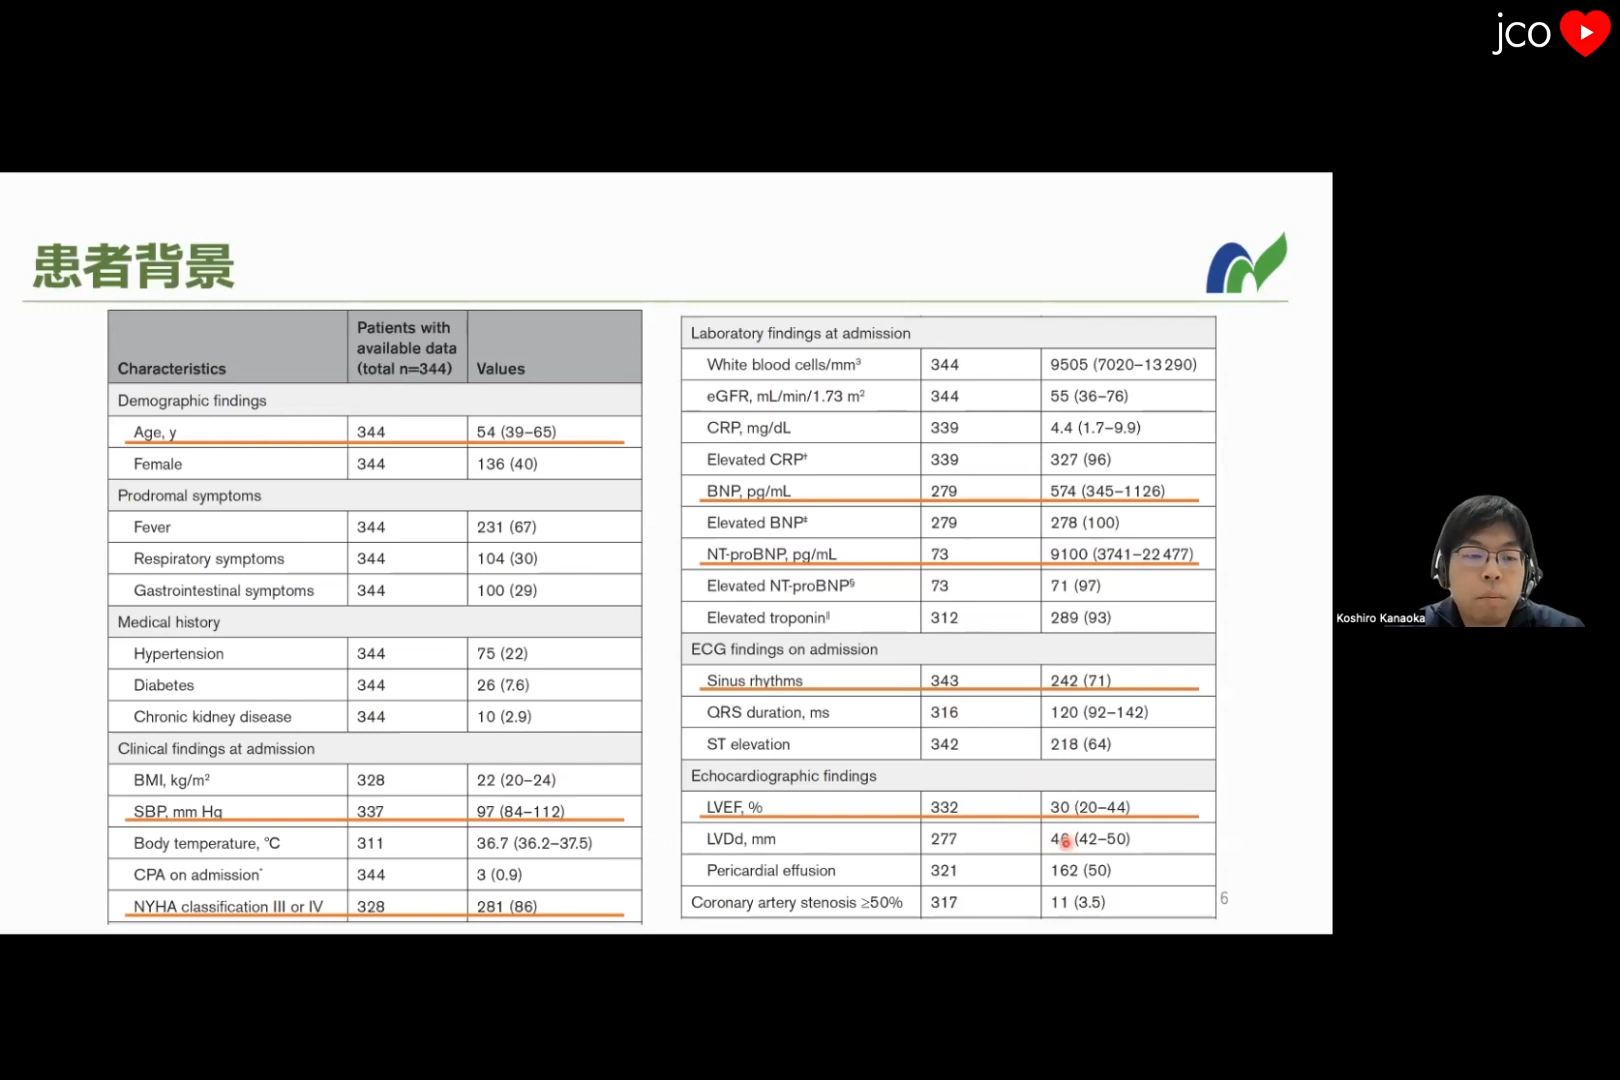 jco
患者背景
Characteristics Patients with available data (total n=344) Values
Demographic findings
Age, y 344 54 (39–65)
Female 344 136 (40)
Prodromal symptoms
Fever 344 231 (67)
Respiratory symptoms 344 104 (30)
Gastrointestinal symptoms 344 100 (29)
Medical history
Hypertension 344 75 (22)
Diabetes 344 26 (7.6)
Chronic kidney disease 344 10 (2.9)
Clinical findings at admission
BMI, kg/m² 328 22 (20–24)
SBP, mm Hg 337 97 (84–112)
Body temperature, °C 311 36.7 (36.2–37.5)
CPA on admission* 344 3 (0.9)
NYHA classification III or IV 328 281 (86)
Laboratory findings at admission
White blood cells/mm³ 344 9505 (7020–13 290)
eGFR, mL/min/1.73 m² 344 55 (36–76)
CRP, mg/dL 339 4.4 (1.7–9.9)
Elevated CRP† 339 327 (96)
BNP, pg/mL 279 574 (345–1126)
Elevated BNP‡ 279 278 (100)
NT-proBNP, pg/mL 73 9100 (3741–22 477)
Elevated NT-proBNP§ 73 71 (97)
Elevated troponin‖ 312 289 (93)
ECG findings on admission
Sinus rhythms 343 242 (71)
QRS duration, ms 316 120 (92–142)
ST elevation 342 218 (64)
Echocardiographic findings
LVEF, % 332 30 (20–44)
LVDd, mm 277 46 (42–50)
Pericardial effusion 321 162 (50)
Coronary artery stenosis ≥50% 317 11 (3.5)
6
Koshiro Kanaoka